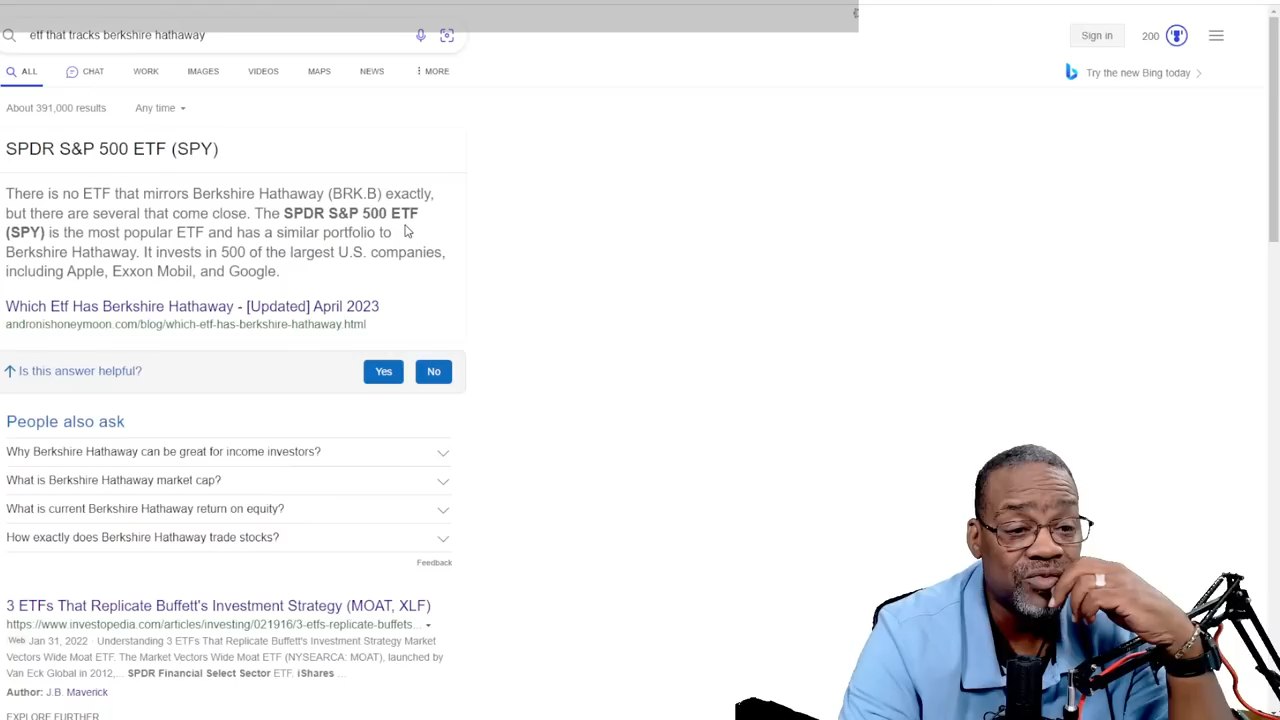 etf that tracks berkshire hathaway
Sign in
200
ALL
CHAT
WORK
IMAGES
VIDEOS
MAPS
NEWS
MORE
Try the new Bing today
About 391,000 results
Any time
SPDR S&P 500 ETF (SPY)
There is no ETF that mirrors Berkshire Hathaway (BRK.B) exactly,
but there are several that come close. The SPDR S&P 500 ETF
(SPY) is the most popular ETF and has a similar portfolio to
Berkshire Hathaway. It invests in 500 of the largest U.S. companies,
including Apple, Exxon Mobil, and Google.
Which Etf Has Berkshire Hathaway - [Updated] April 2023
andronishoneymoon.com/blog/which-etf-has-berkshire-hathaway.html
Is this answer helpful?
Yes
No
People also ask
Why Berkshire Hathaway can be great for income investors?
What is Berkshire Hathaway market cap?
What is current Berkshire Hathaway return on equity?
How exactly does Berkshire Hathaway trade stocks?
Feedback
3 ETFs That Replicate Buffett's Investment Strategy (MOAT, XLF)
https://www.investopedia.com/articles/investing/021916/3-etfs-replicate-buffets...
Web Jan 31, 2022 · Understanding 3 ETFs That Replicate Buffett's Investment Strategy Market
Vectors Wide Moat ETF. The Market Vectors Wide Moat ETF (NYSEARCA: MOAT), launched by
Van Eck Global in 2012,... SPDR Financial Select Sector ETF. iShares ...
Author: J.B. Maverick
EXPLORE FURTHER